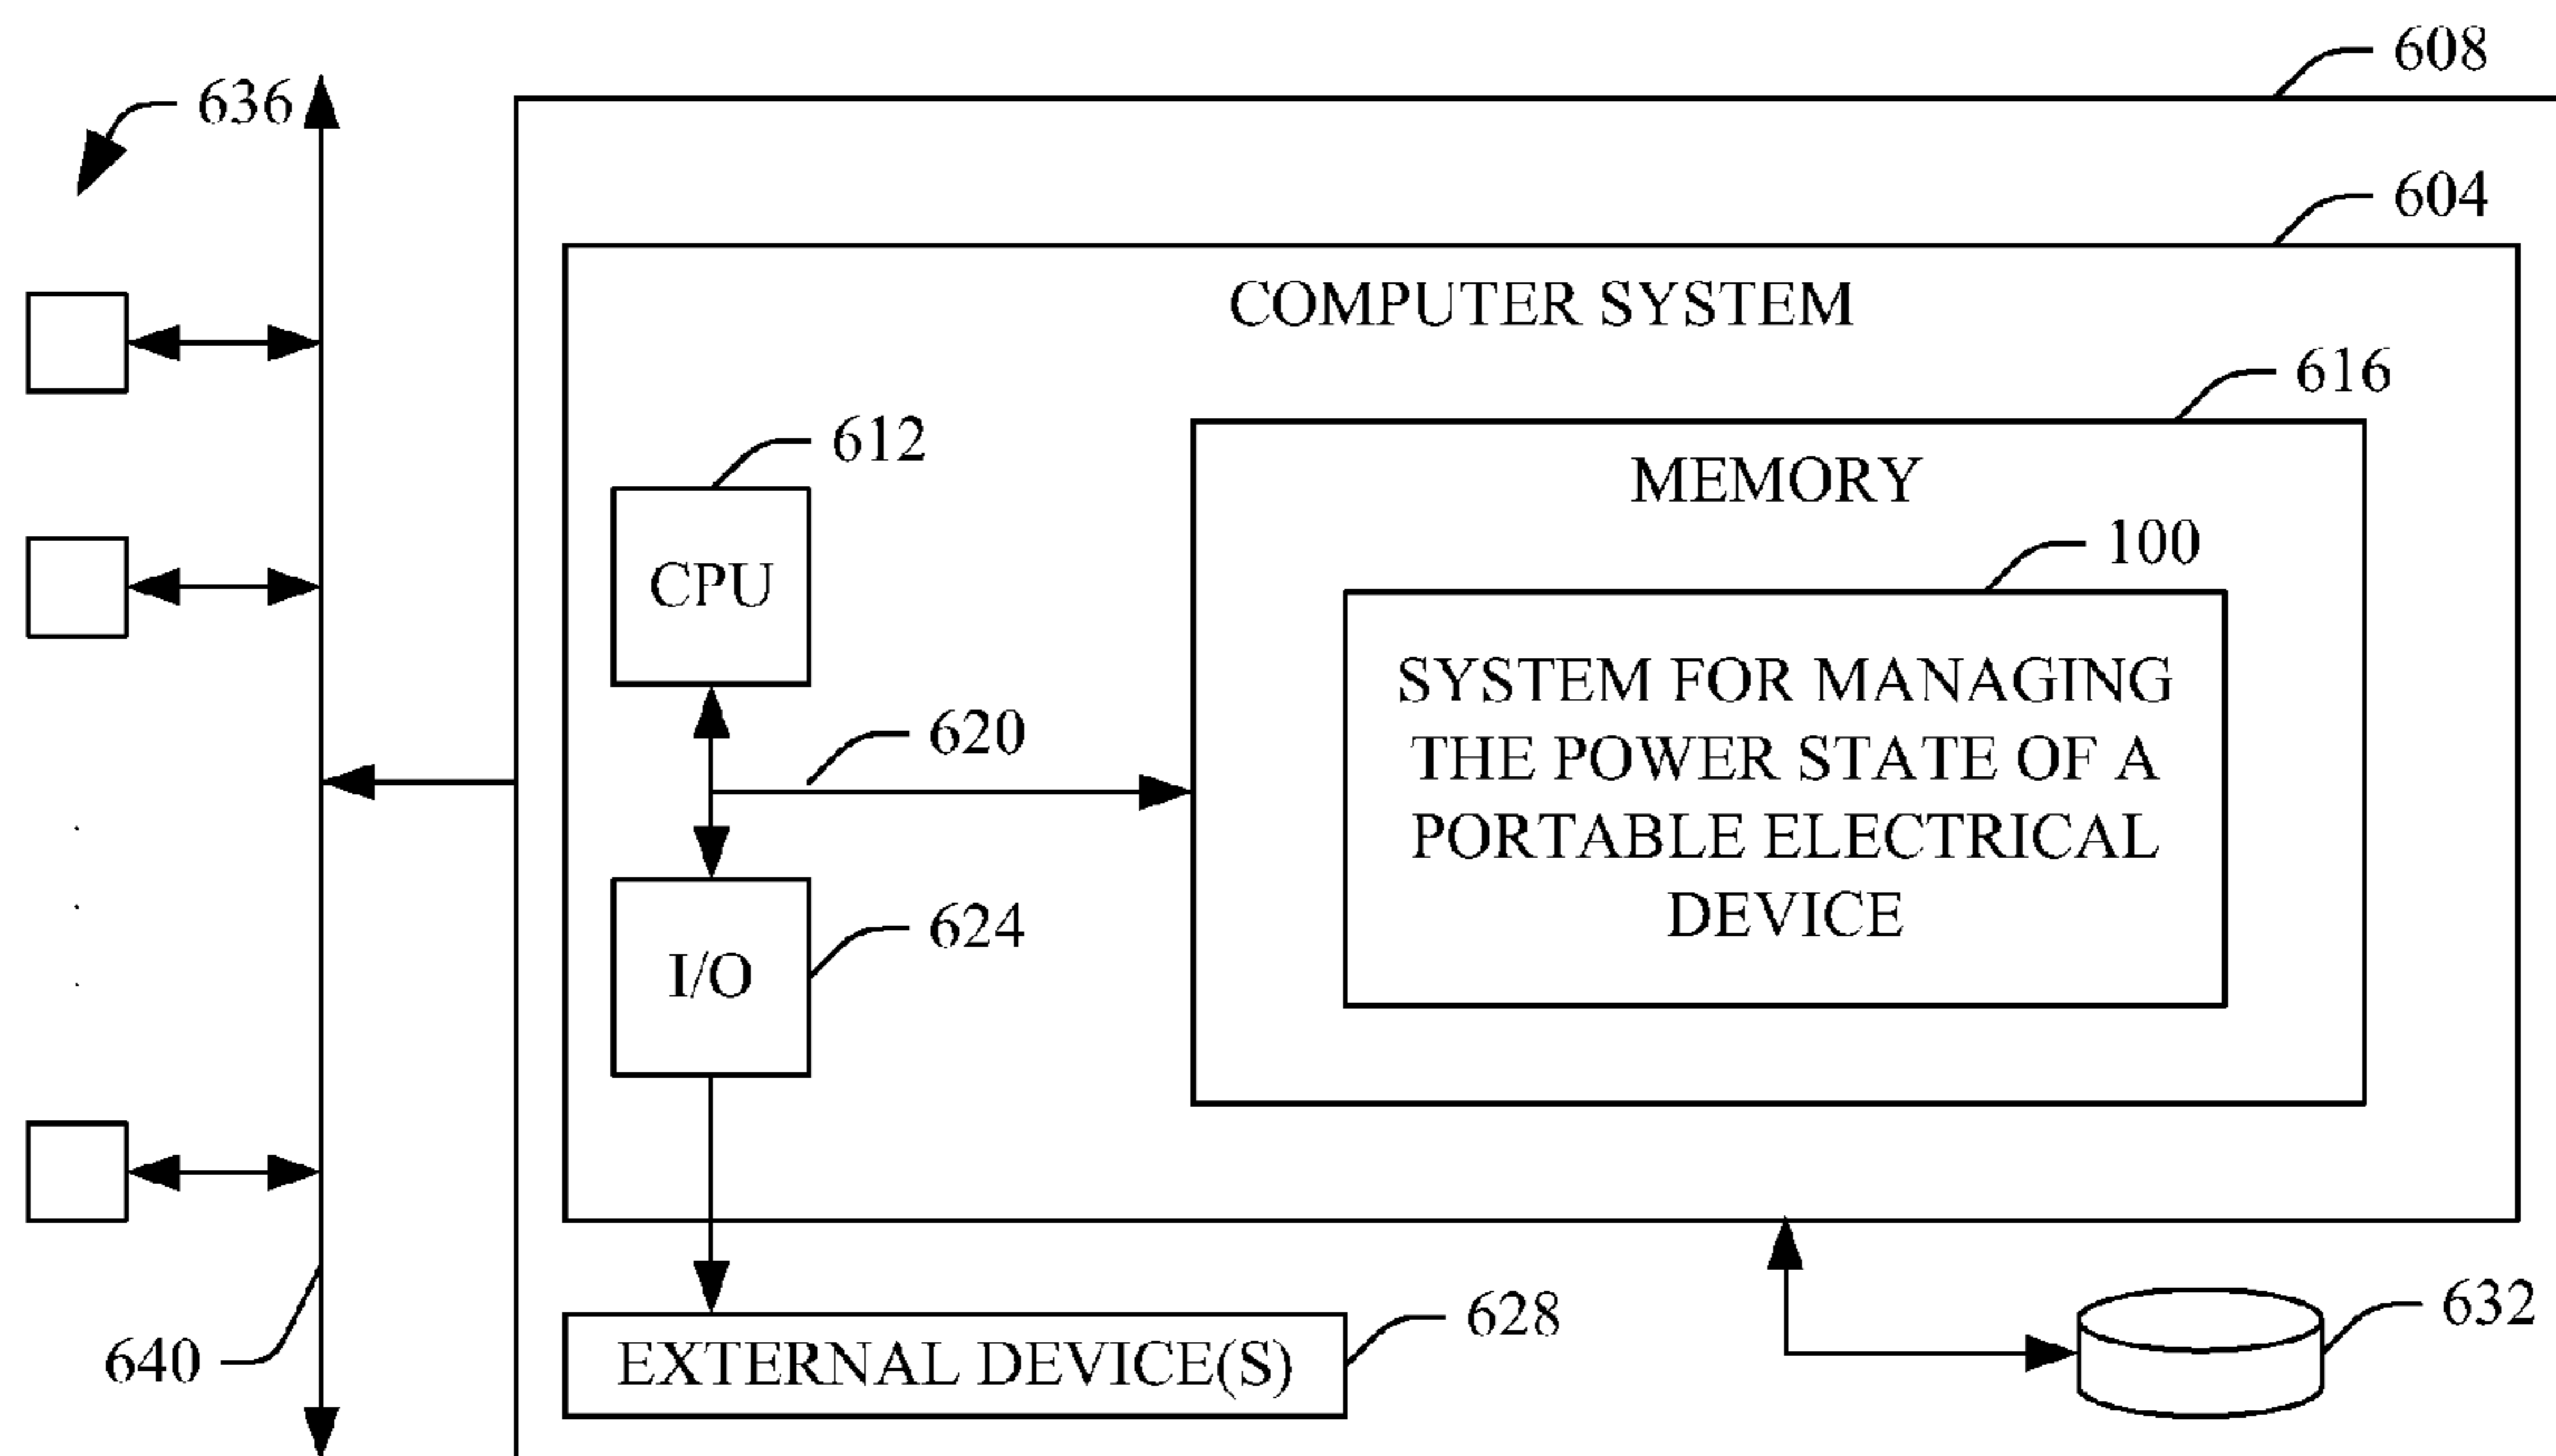 608
636
604
COMPUTER SYSTEM
616
612
MEMORY
100
CPU
SYSTEM FOR MANAGING
THE POWER STATE OF A
PORTABLE ELECTRICAL
DEVICE
620
624
I/O
632
628
640
EXTERNAL DEVICE(S)